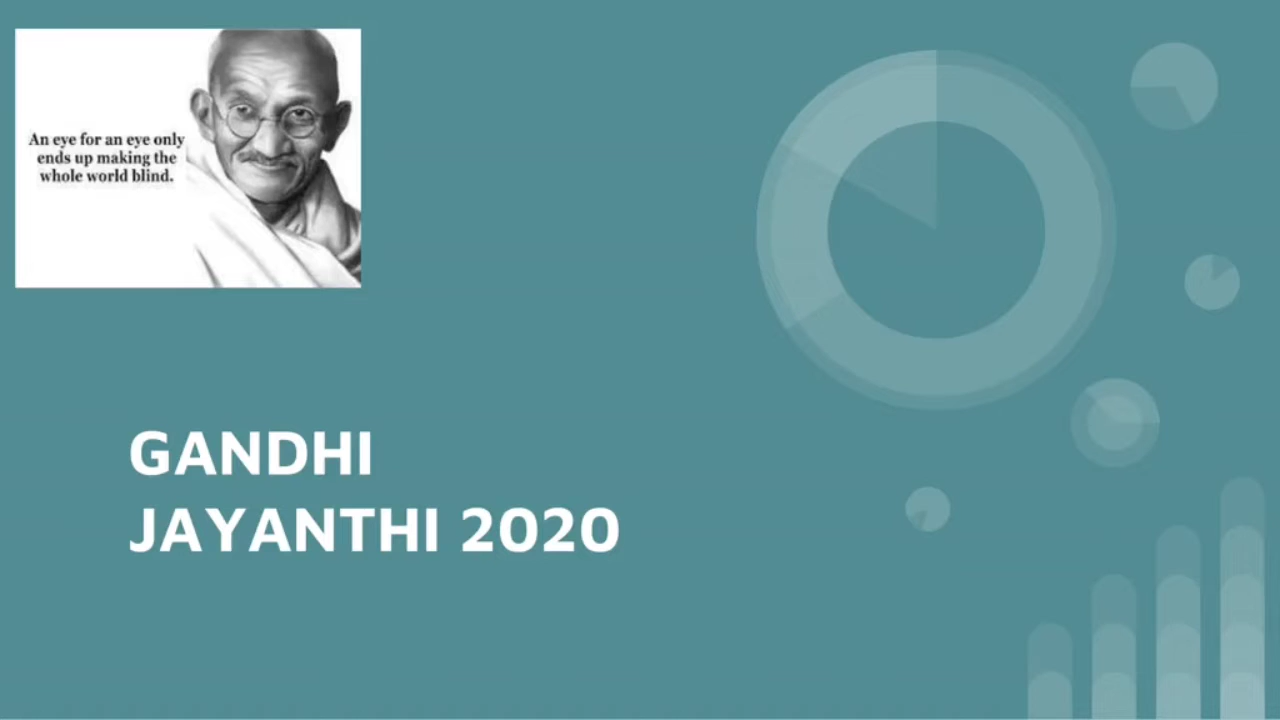 An eye for an eye only
ends up making the
whole world blind.
GANDHI
JAYANTHI 2020